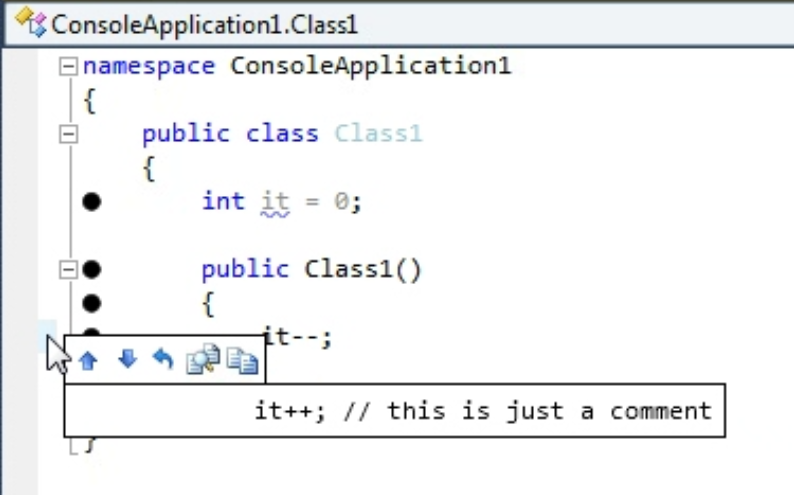 ConsoleApplication1.Class1
namespace ConsoleApplication1
{
public class Class1
{
int it = 0;
public Class1()
{
it--;
it++; // this is just a comment
}